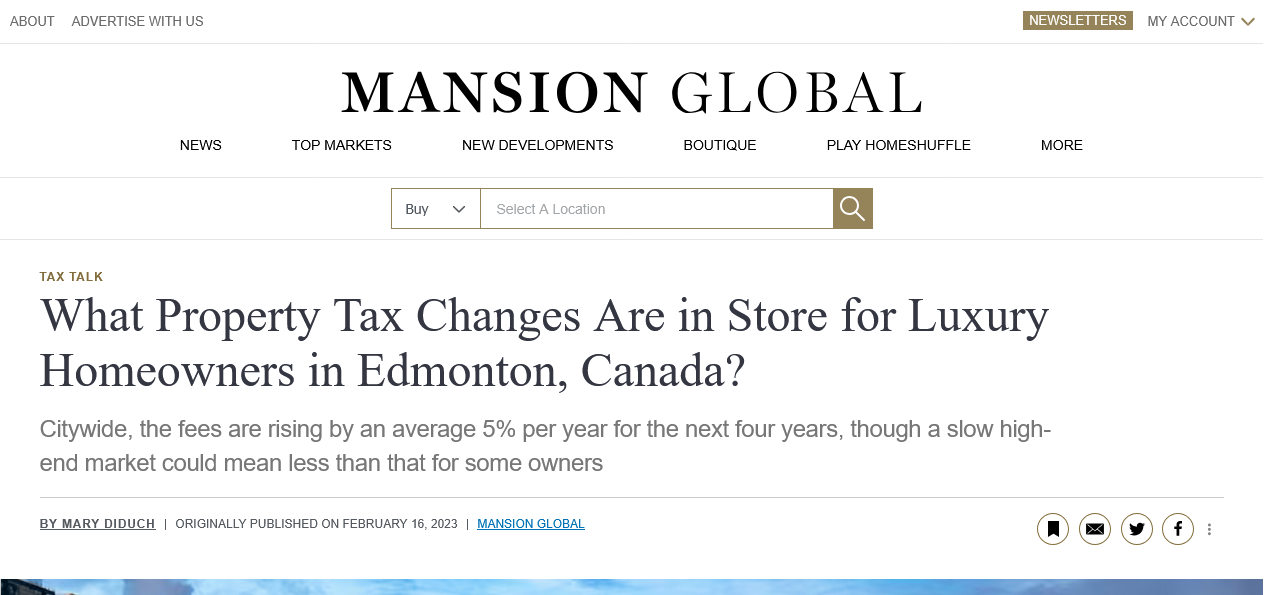 ABOUT ADVERTISE WITH US NEWSLETTERS MY ACCOUNT
MANSION GLOBAL
NEWS TOP MARKETS NEW DEVELOPMENTS BOUTIQUE PLAY HOMESHUFFLE MORE
Buy Select A Location
TAX TALK
What Property Tax Changes Are in Store for Luxury
Homeowners in Edmonton, Canada?
Citywide, the fees are rising by an average 5% per year for the next four years, though a slow high-
end market could mean less than that for some owners
BY MARY DIDUCH | ORIGINALLY PUBLISHED ON FEBRUARY 16, 2023 | MANSION GLOBAL